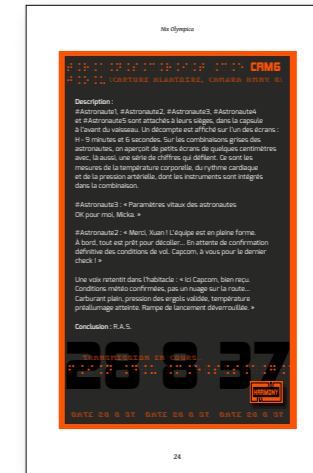 Nix Olympica
CAM6
(CAPTURE ALÉATOIRE, CAMÉRA
Description :
#Astronaute1, #Astronaute2, #Astronaute3, #Astronaute4
et #Astronaute5 sont attachés à leurs sièges, dans la capsule
à l'avant du vaisseau. Un décompte est affiché sur l'un des écrans :
H - 9 minutes et 6 secondes. Sur les combinaisons grises des
astronautes, on aperçoit de petits écrans de quelques centimètres
avec, là aussi, une série de chiffres qui défilent. Ce sont les
mesures de la température corporelle, du rythme cardiaque
et de la pression artérielle, dont les instruments sont intégrés
dans la combinaison.
#Astronaute3 : « Paramètres vitaux des astronautes
OK pour moi, Micka. »
#Astronaute2 : « Merci, Xuan ! L'équipe est en pleine forme.
À bord, tout est prêt pour décoller... En attente de confirmation
définitive des conditions de vol. Capcom, à vous pour le dernier
check ! »
Une voix retentit dans l'habitacle : « Ici Capcom, bien reçu.
Conditions météo confirmées, pas un nuage sur la route...
Carburant plein, pression des ergols validée, température
préallumage atteinte. Rampe de lancement déverrouillée. »
Conclusion : R.A.S.
TRANSMISSION EN COURS...
28 8 37
HARMONY
DATE 28 8 37 DATE 28 8 37 DATE 28 8 37
24